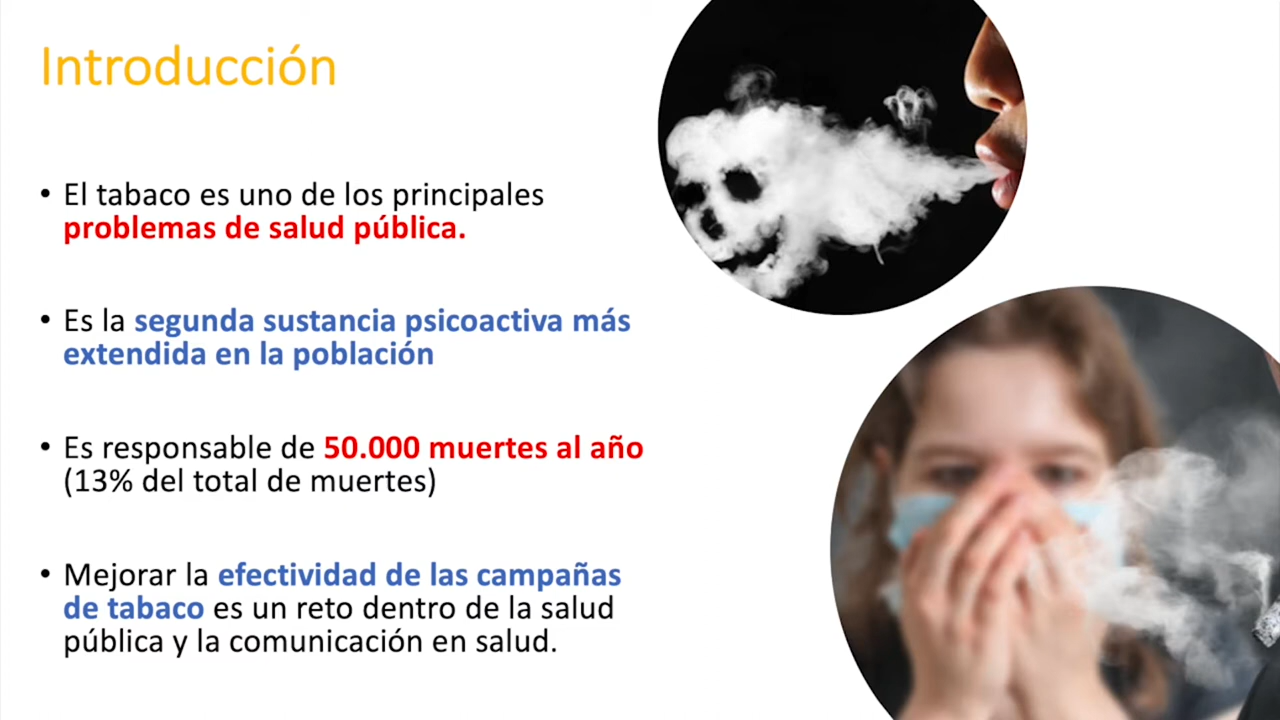 Introducción
• El tabaco es uno de los principales
problemas de salud pública.
• Es la segunda sustancia psicoactiva más
extendida en la población
• Es responsable de 50.000 muertes al año
(13% del total de muertes)
• Mejorar la efectividad de las campañas
de tabaco es un reto dentro de la salud
pública y la comunicación en salud.